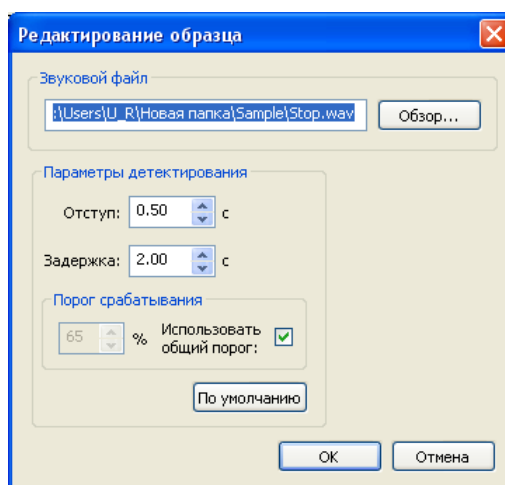 Редактирование образца
Звуковой файл
:\Users\U_R\Новая папка\Sample\Stop.wav
Обзор...
Параметры детектирования
Отступ: 0.50 с
Задержка: 2.00 с
Порог срабатывания
65 % Использовать
общий порог:
По умолчанию
OK Отмена